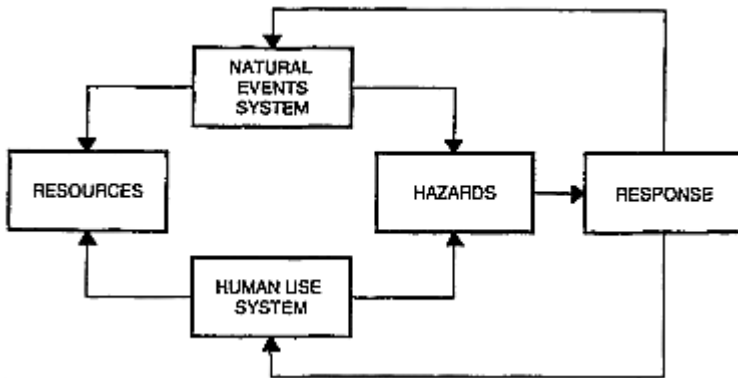 NATURAL
EVENTS
SYSTEM
RESOURCES
HAZARDS
RESPONSE
HUMAN USE
SYSTEM